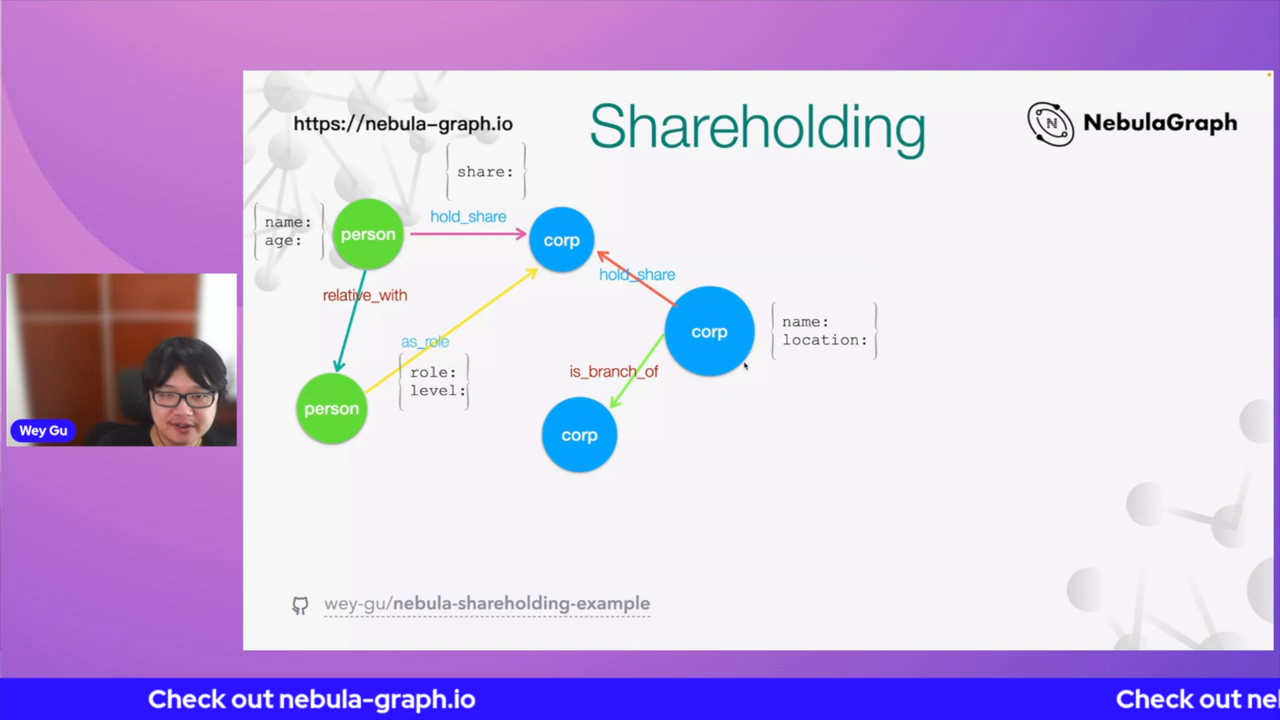 https://nebula-graph.io
Shareholding
N
NebulaGraph
share:
name:
age:
person
hold_share
corp
hold_share
relative_with
as_role
corp
name:
location:
role:
level:
is_branch_of
person
corp
Wey Gu
wey-gu/nebula-shareholding-example
Check out nebula-graph.io
Check out nel